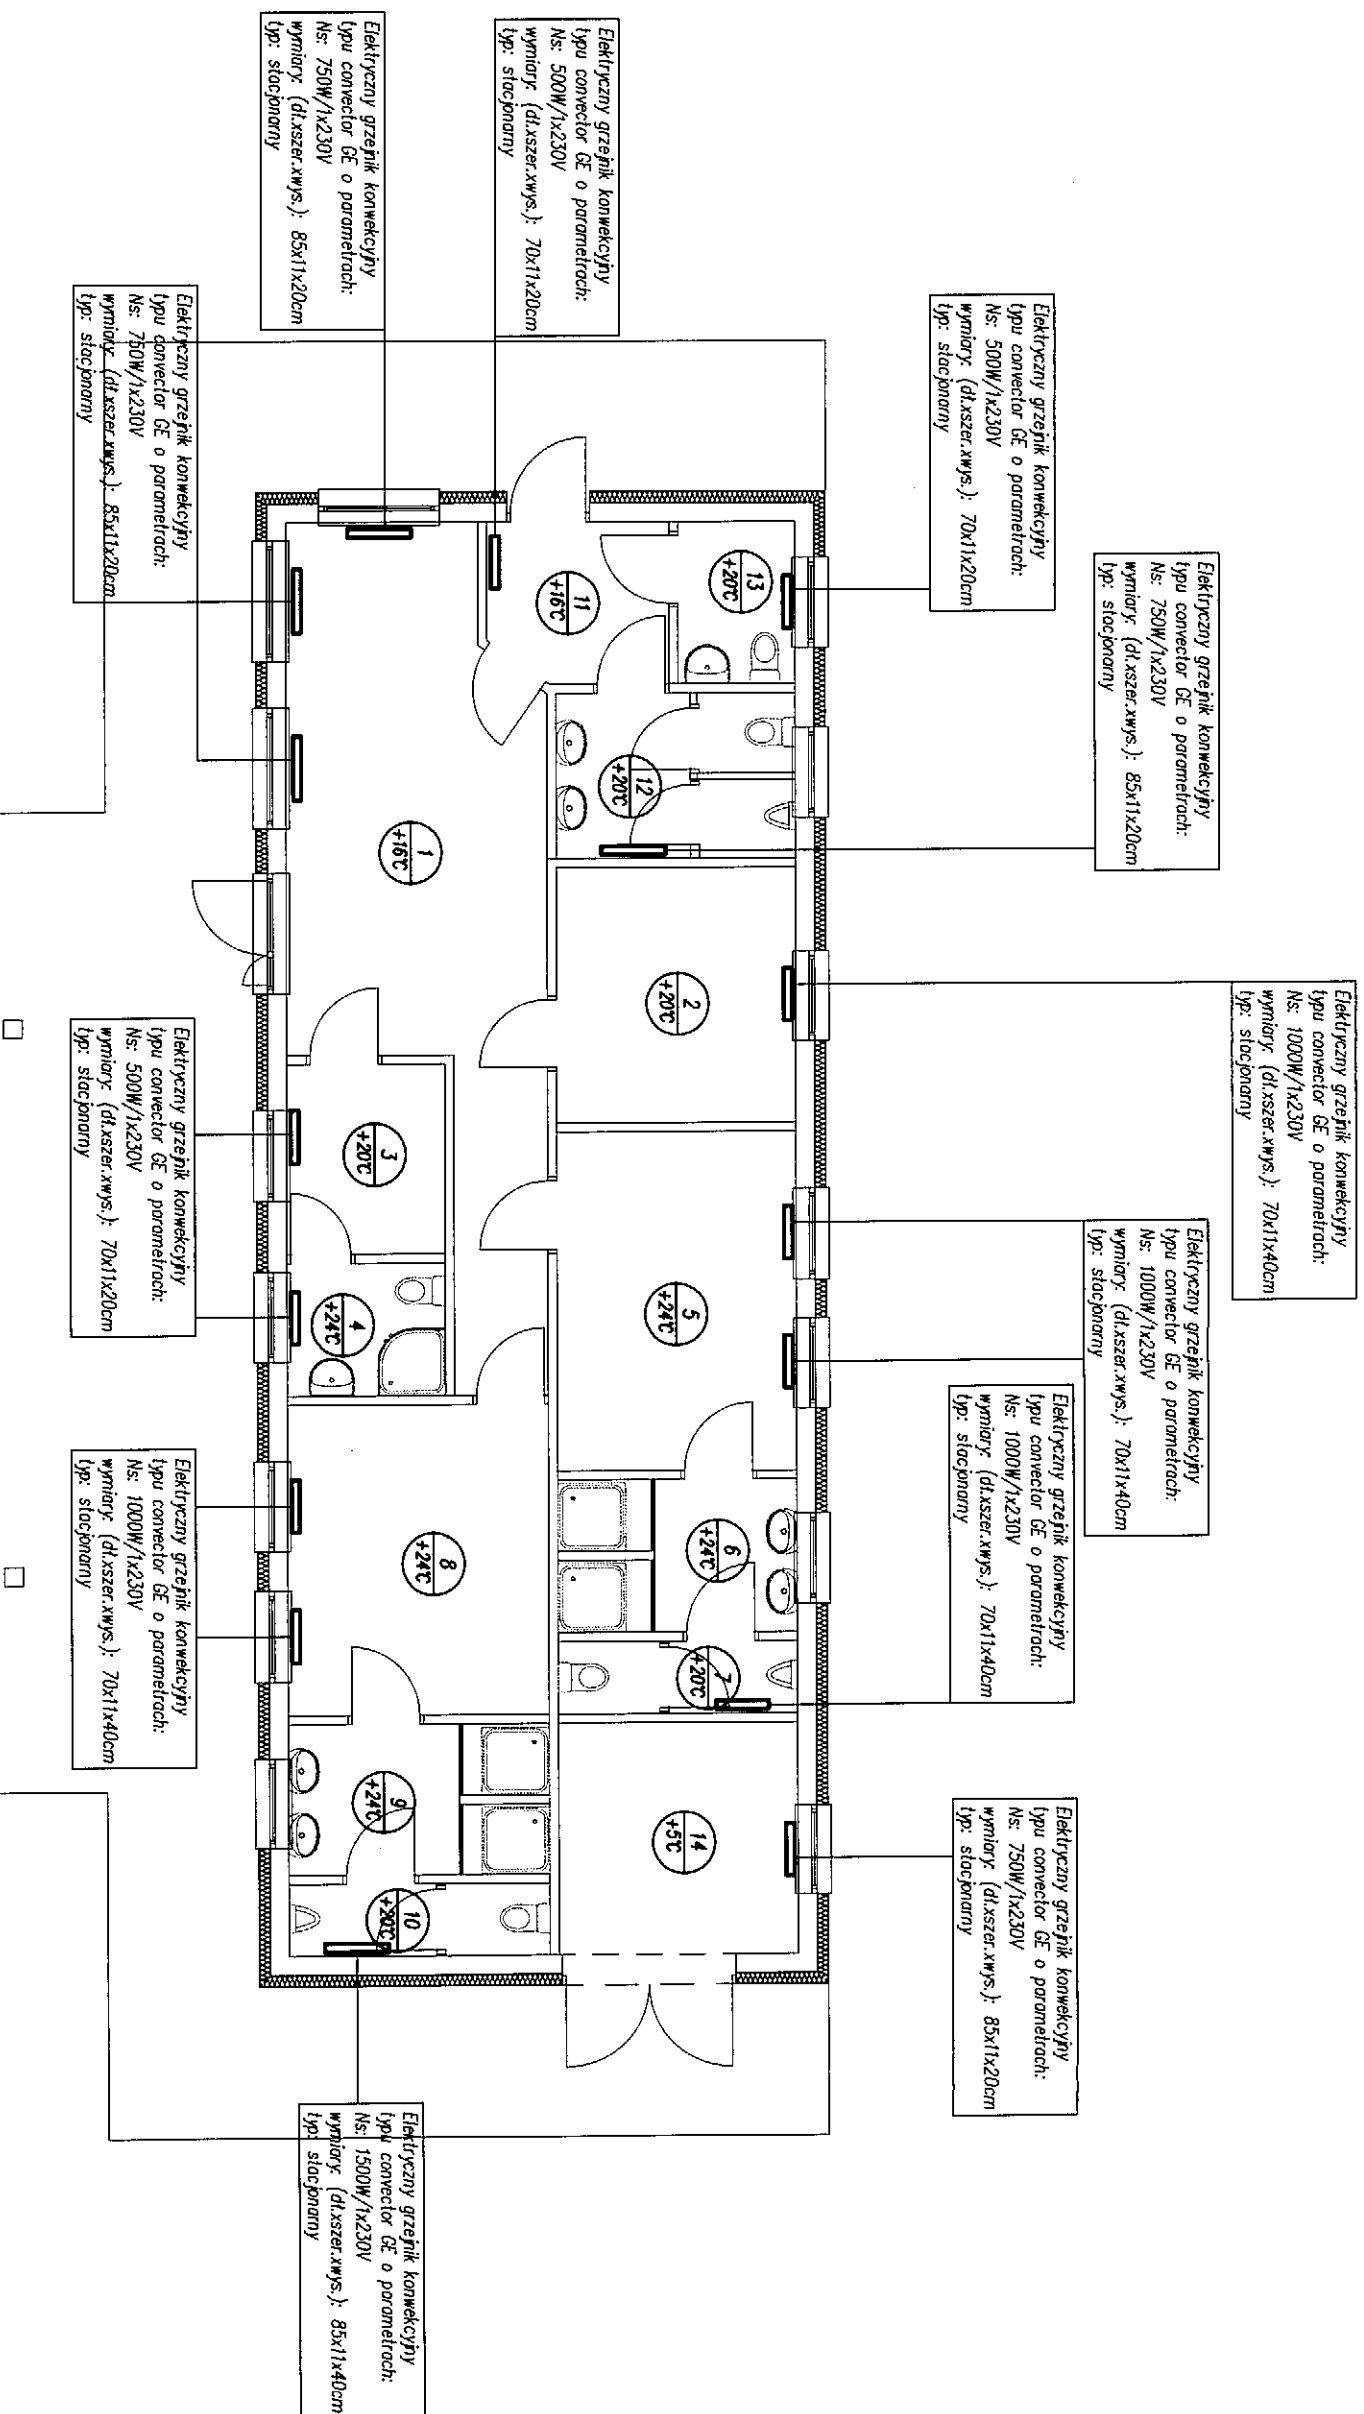 Elektryczny grzejnik konwekcyjny
typu convector GE o parametrach:
Ns: 1000W/1x230V
wymiary: (dł.xszer.xwys.): 70x11x40cm
typ: stacjonarny
Elektryczny grzejnik konwekcyjny
typu convector GE o parametrach:
Ns: 750W/1x230V
wymiary: (dł.xszer.xwys.): 85x11x20cm
typ: stacjonarny
Elektryczny grzejnik konwekcyjny
typu convector GE o parametrach:
Ns: 1000W/1x230V
wymiary: (dł.xszer.xwys.): 70x11x40cm
typ: stacjonarny
Elektryczny grzejnik konwekcyjny
typu convector GE o parametrach:
Ns: 500W/1x230V
wymiary: (dł.xszer.xwys.): 70x11x20cm
typ: stacjonarny
Elektryczny grzejnik konwekcyjny
typu convector GE o parametrach:
Ns: 1000W/1x230V
wymiary: (dł.xszer.xwys.): 70x11x40cm
typ: stacjonarny
Elektryczny grzejnik konwekcyjny
typu convector GE o parametrach:
Ns: 750W/1x230V
wymiary: (dł.xszer.xwys.): 85x11x20cm
typ: stacjonarny
13
+20°C
12
+20°C
2
+20°C
5
+24°C
6
+24°C
7
+20°C
14
+5°C
Elektryczny grzejnik konwekcyjny
typu convector GE o parametrach:
Ns: 500W/1x230V
wymiary: (dł.xszer.xwys.): 70x11x20cm
typ: stacjonarny
11
+16°C
1
+16°C
3
+20°C
4
+24°C
8
+24°C
9
+24°C
10
+20°C
Elektryczny grzejnik konwekcyjny
typu convector GE o parametrach:
Ns: 750W/1x230V
wymiary: (dł.xszer.xwys.): 85x11x20cm
typ: stacjonarny
Elektryczny grzejnik konwekcyjny
typu convector GE o parametrach:
Ns: 1500W/1x230V
wymiary: (dł.xszer.xwys.): 85x11x40cm
typ: stacjonarny
Elektryczny grzejnik konwekcyjny
typu convector GE o parametrach:
Ns: 750W/1x230V
wymiary: (dł.xszer.xwys.): 85x11x20cm
typ: stacjonarny
Elektryczny grzejnik konwekcyjny
typu convector GE o parametrach:
Ns: 500W/1x230V
wymiary: (dł.xszer.xwys.): 70x11x20cm
typ: stacjonarny
Elektryczny grzejnik konwekcyjny
typu convector GE o parametrach:
Ns: 1000W/1x230V
wymiary: (dł.xszer.xwys.): 70x11x40cm
typ: stacjonarny